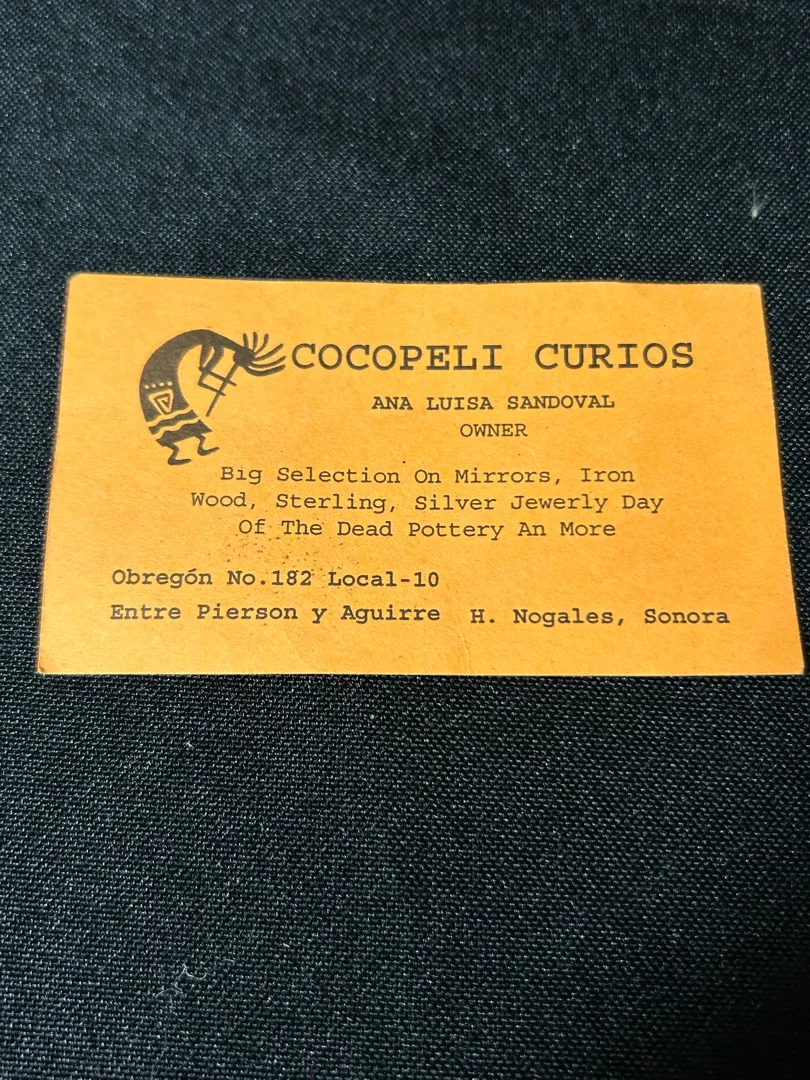 COCOPELI CURIOS
ANA LUISA SANDOVAL
OWNER
Big Selection On Mirrors, Iron
Wood, Sterling, Silver Jewerly Day
Of The Dead Pottery An More
Obregón No.182 Local-10
Entre Pierson y Aguirre H. Nogales, Sonora